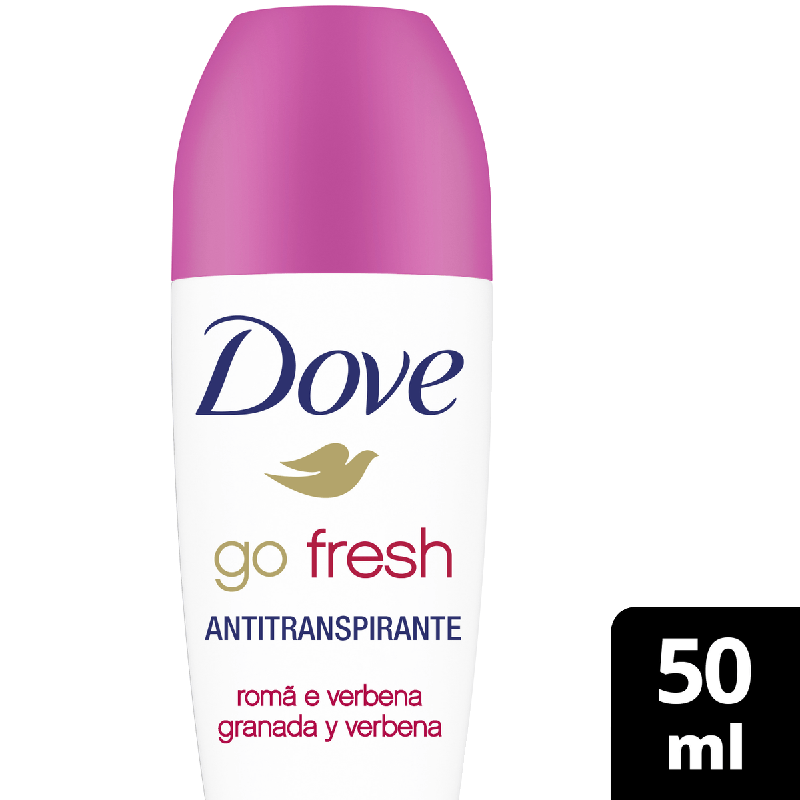 Dove
go fresh
ANTITRANSPIRANTE
romã e verbena
granada y verbena
50
ml